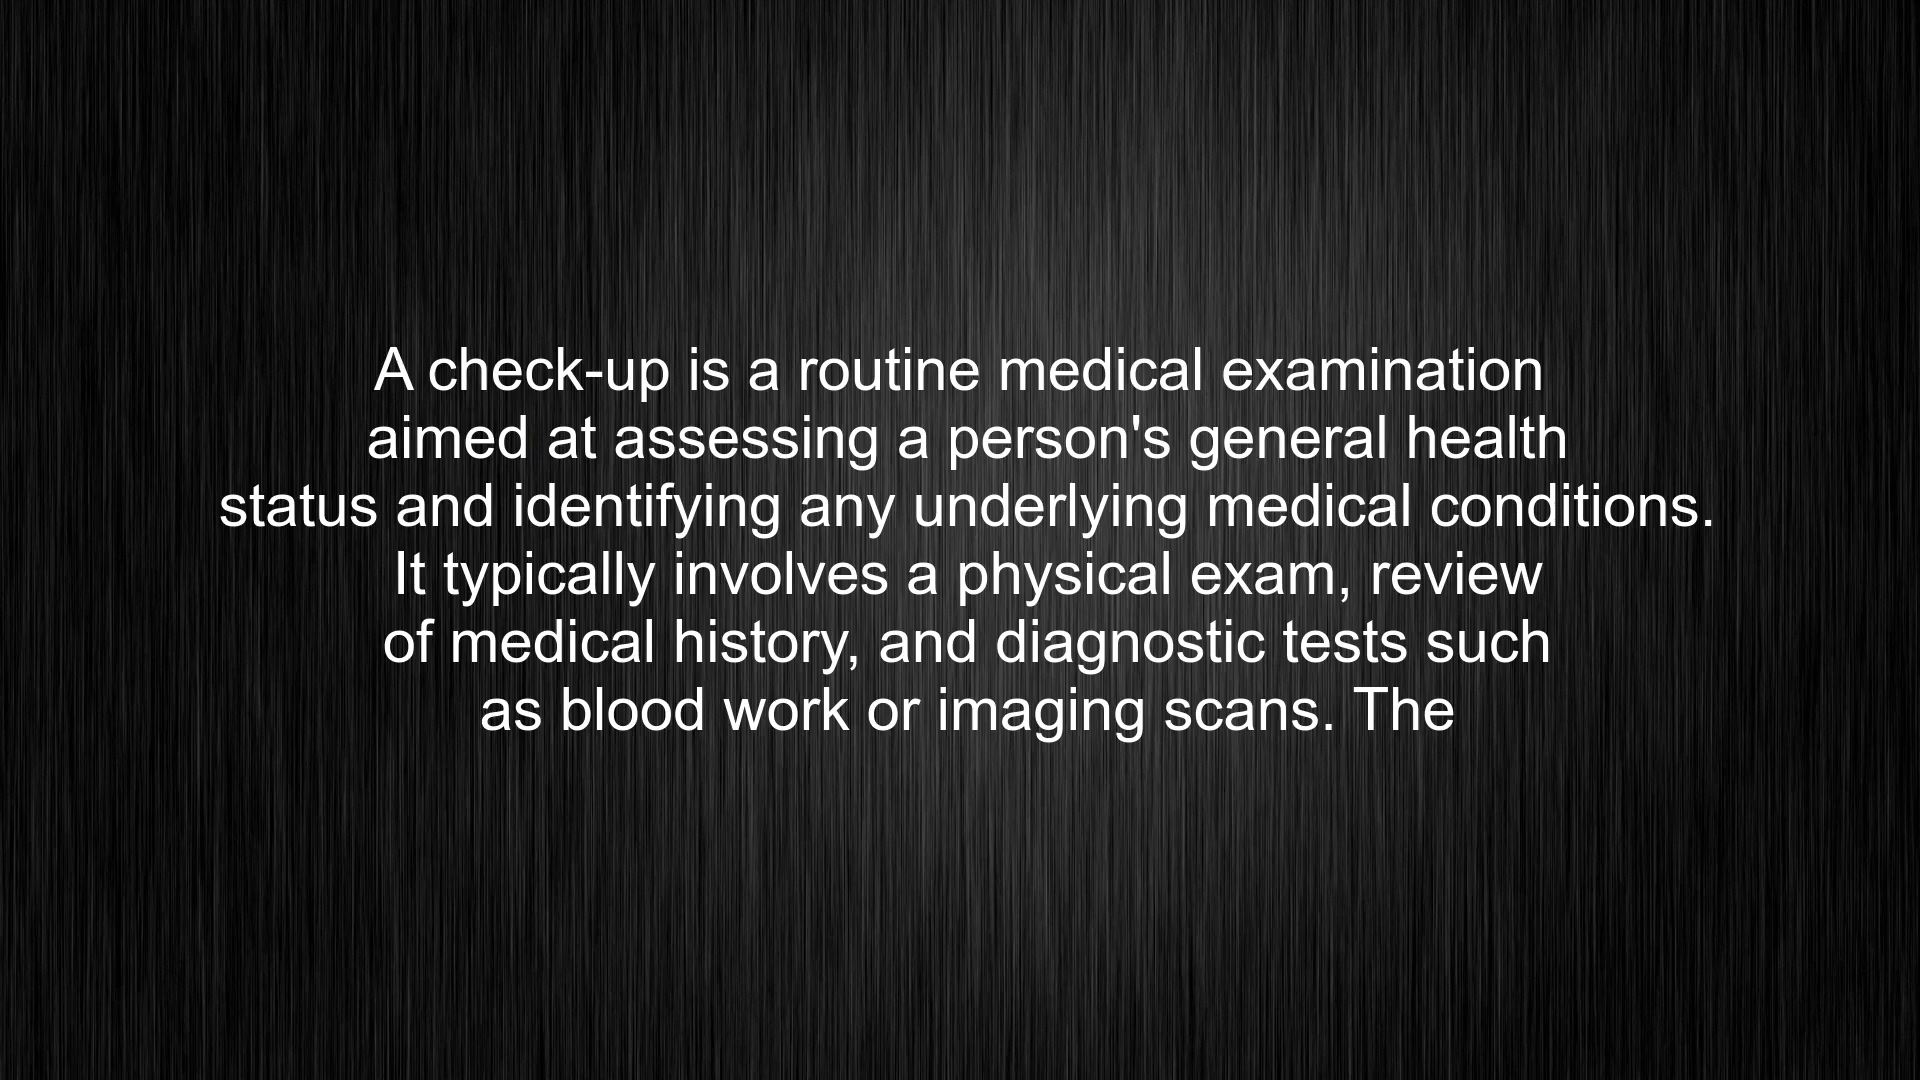 A check-up is a routine medical examination
aimed at assessing a person's general health
status and identifying any underlying medical conditions.
It typically involves a physical exam, review
of medical history, and diagnostic tests such
as blood work or imaging scans. The